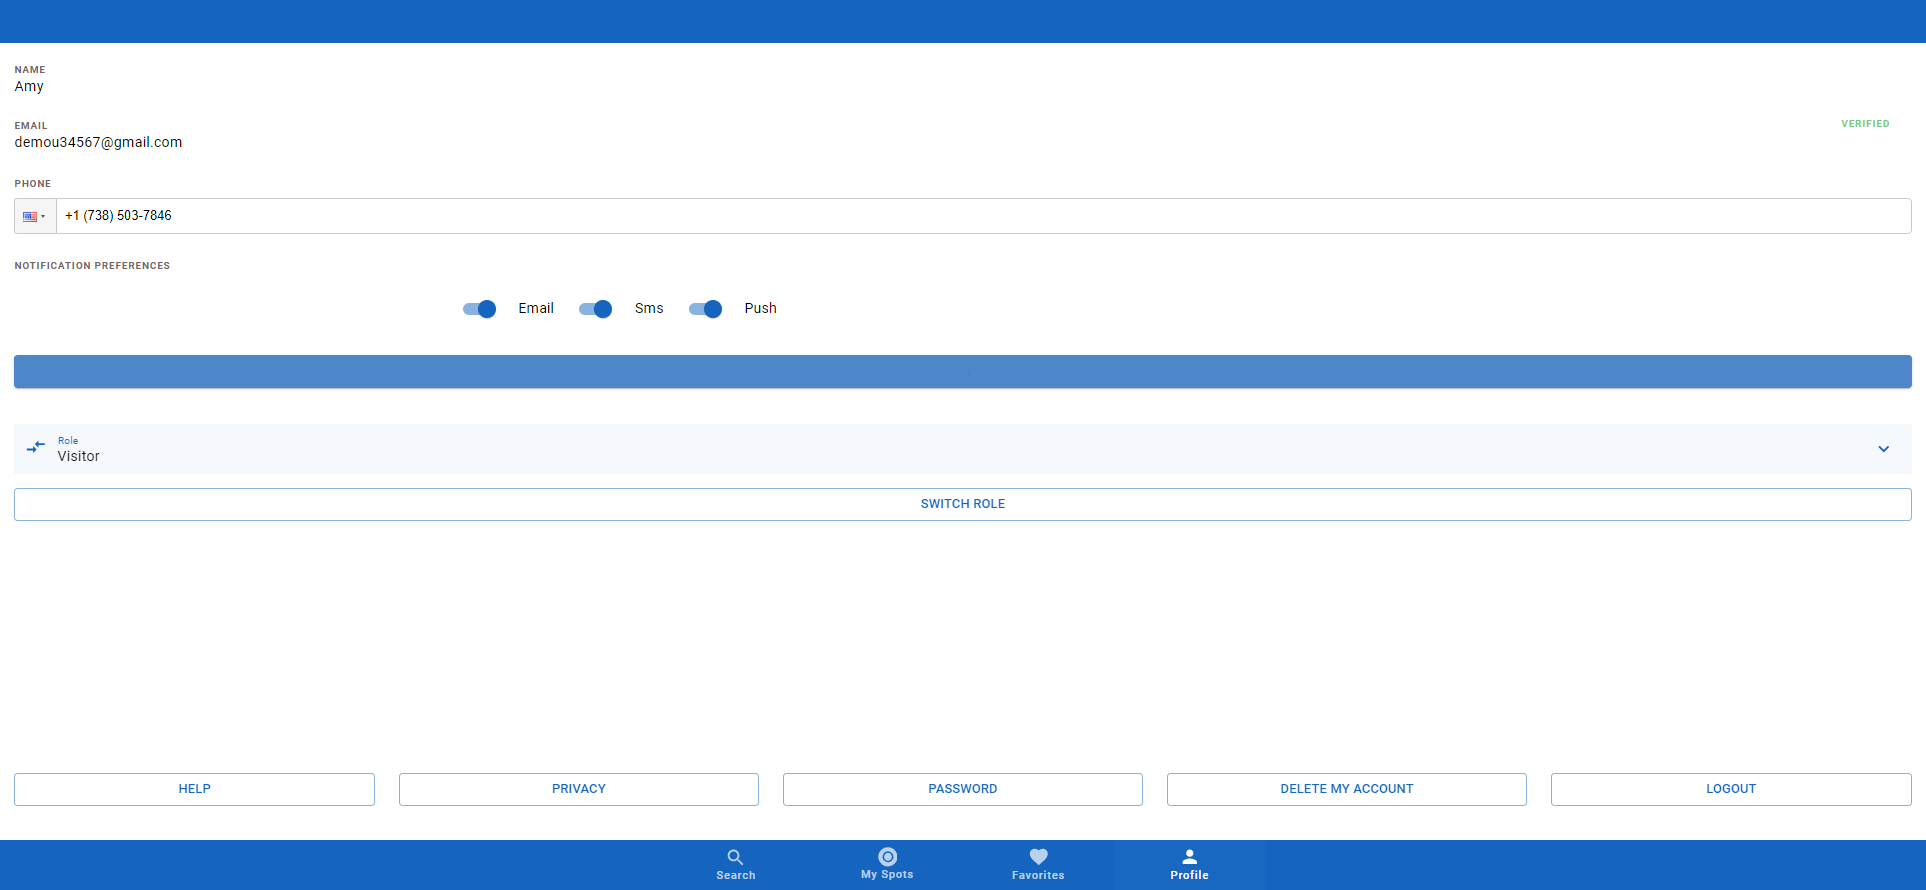 NAME
Amy
EMAIL
VERIFIED
demou34567@gmail.com
PHONE
+1 (738) 503-7846
NOTIFICATION PREFERENCES
Email Sms Push
Role
Visitor
SWITCH ROLE
HELP PRIVACY PASSWORD DELETE MY ACCOUNT LOGOUT
Search My Spots Favorites Profile